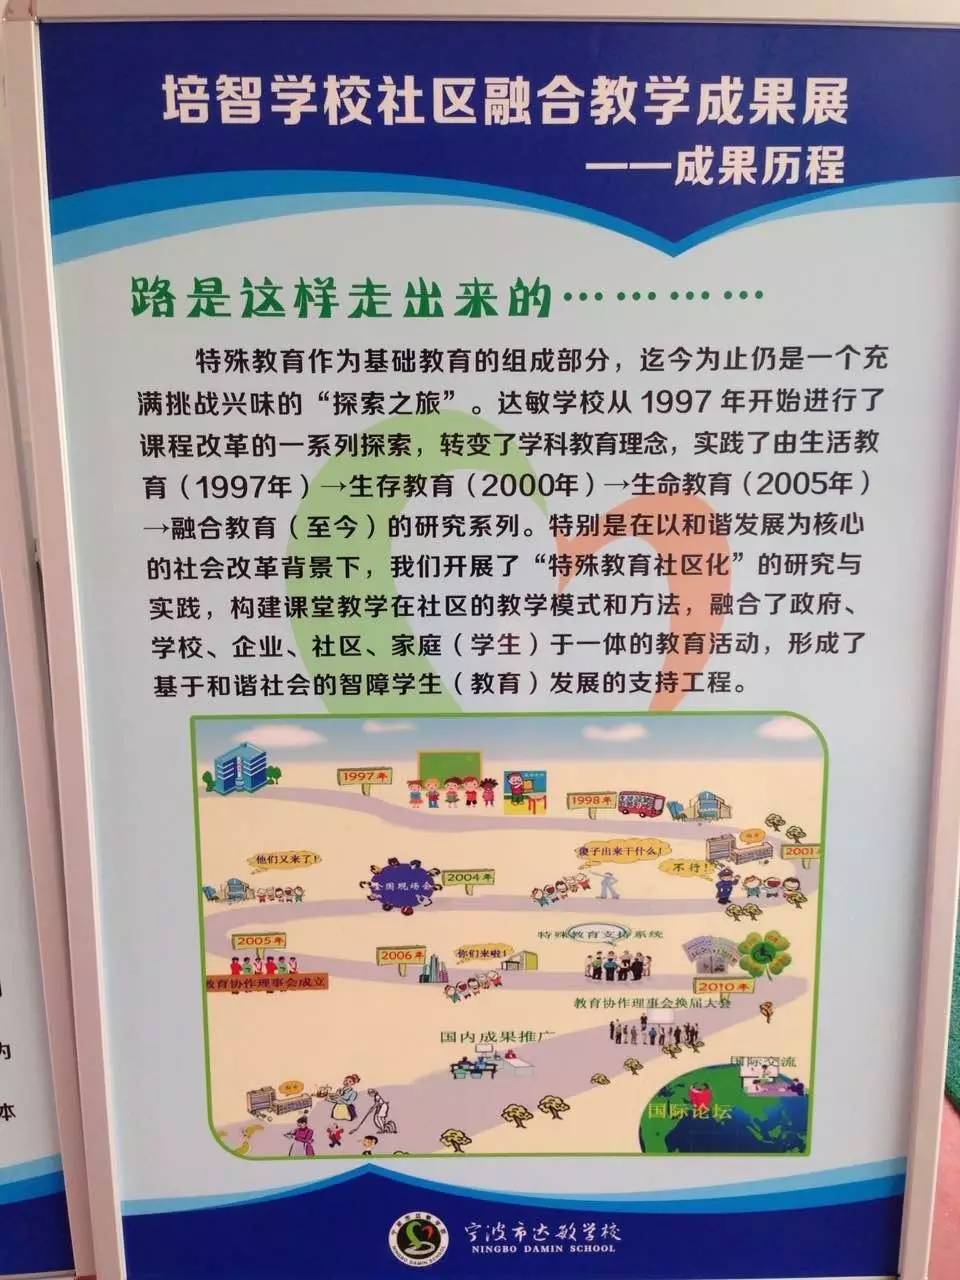 培智学校社区融合教学成果展
——成果历程
路是这样走出来的…………
特殊教育作为基础教育的组成部分，迄今为止仍是一个充
满挑战兴味的“探索之旅”。达敏学校从1997年开始进行了
课程改革的一系列探索，转变了学科教育理念，实践了由生活教
育（1997年）→生存教育（2000年）→生命教育（2005年）
→融合教育（至今）的研究系列。特别是在以和谐发展为核心
的社会改革背景下，我们开展了“特殊教育社区化”的研究与
实践，构建课堂教学在社区的教学模式和方法，融合了政府、
学校、企业、社区、家庭（学生）于一体的教育活动，形成了
基于和谐社会的智障学生（教育）发展的支持工程。
1997年
1998年
2001
他们又来了！
全国现场会
2004年
傻子出来干什么！
不行！
2005年
教育协作理事会成立
2006年
你们来啦！
特殊教育支持系统
2010年
教育协作理事会换届大会
国内成果推广
国际交流
国际论坛
宁波市达敏学校
NINGBO DAMIN SCHOOL
宁波市达敏学校
NINGBO DAMIN SCHOOL
为
本